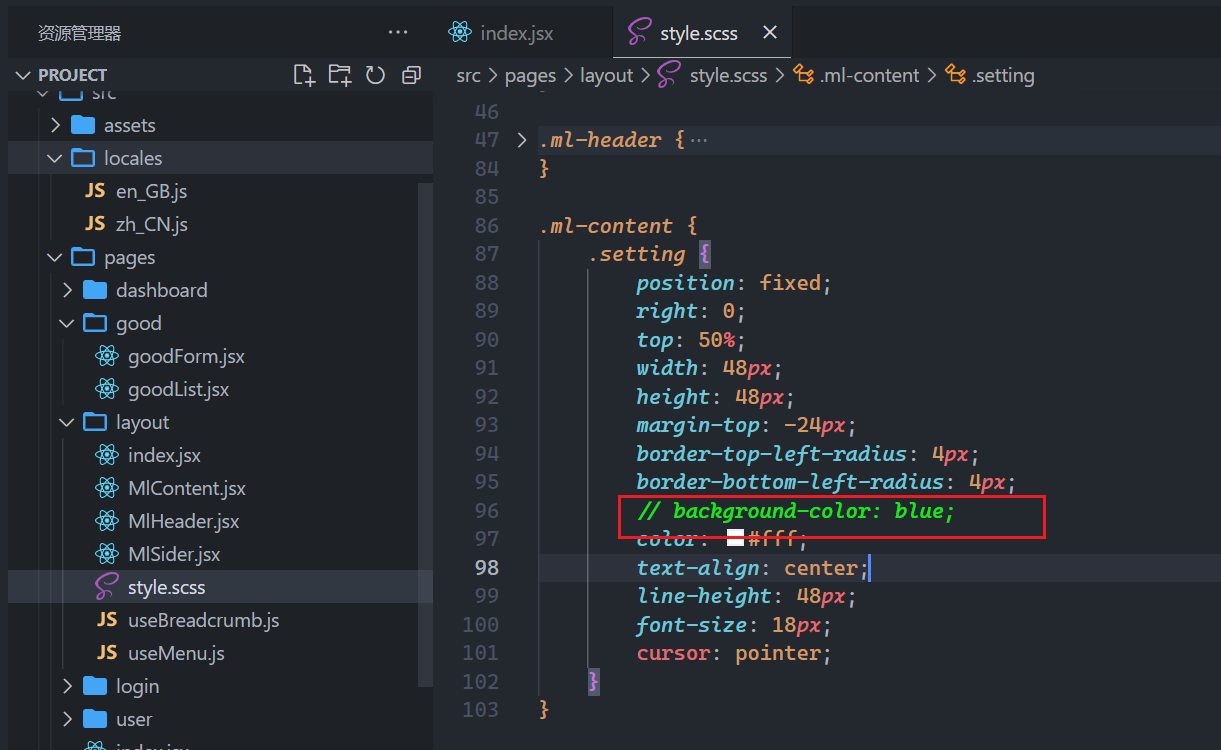 资源管理器
PROJECT
src
assets
locales
JS en_GB.js
JS zh_CN.js
pages
dashboard
good
goodForm.jsx
goodList.jsx
layout
index.jsx
MlContent.jsx
MlHeader.jsx
MlSider.jsx
style.scss
JS useBreadcrumb.js
JS useMenu.js
login
user
index.jsx
index.jsx
style.scss
src > pages > layout > style.scss > .ml-content > .setting
46
47 .ml-header { ···
84 }
85
86 .ml-content {
87 .setting {
88 position: fixed;
89 right: 0;
90 top: 50%;
91 width: 48px;
92 height: 48px;
93 margin-top: -24px;
94 border-top-left-radius: 4px;
95 border-bottom-left-radius: 4px;
96 // background-color: blue;
97 color: #fff;
98 text-align: center;
99 line-height: 48px;
100 font-size: 18px;
101 cursor: pointer;
102 }
103 }